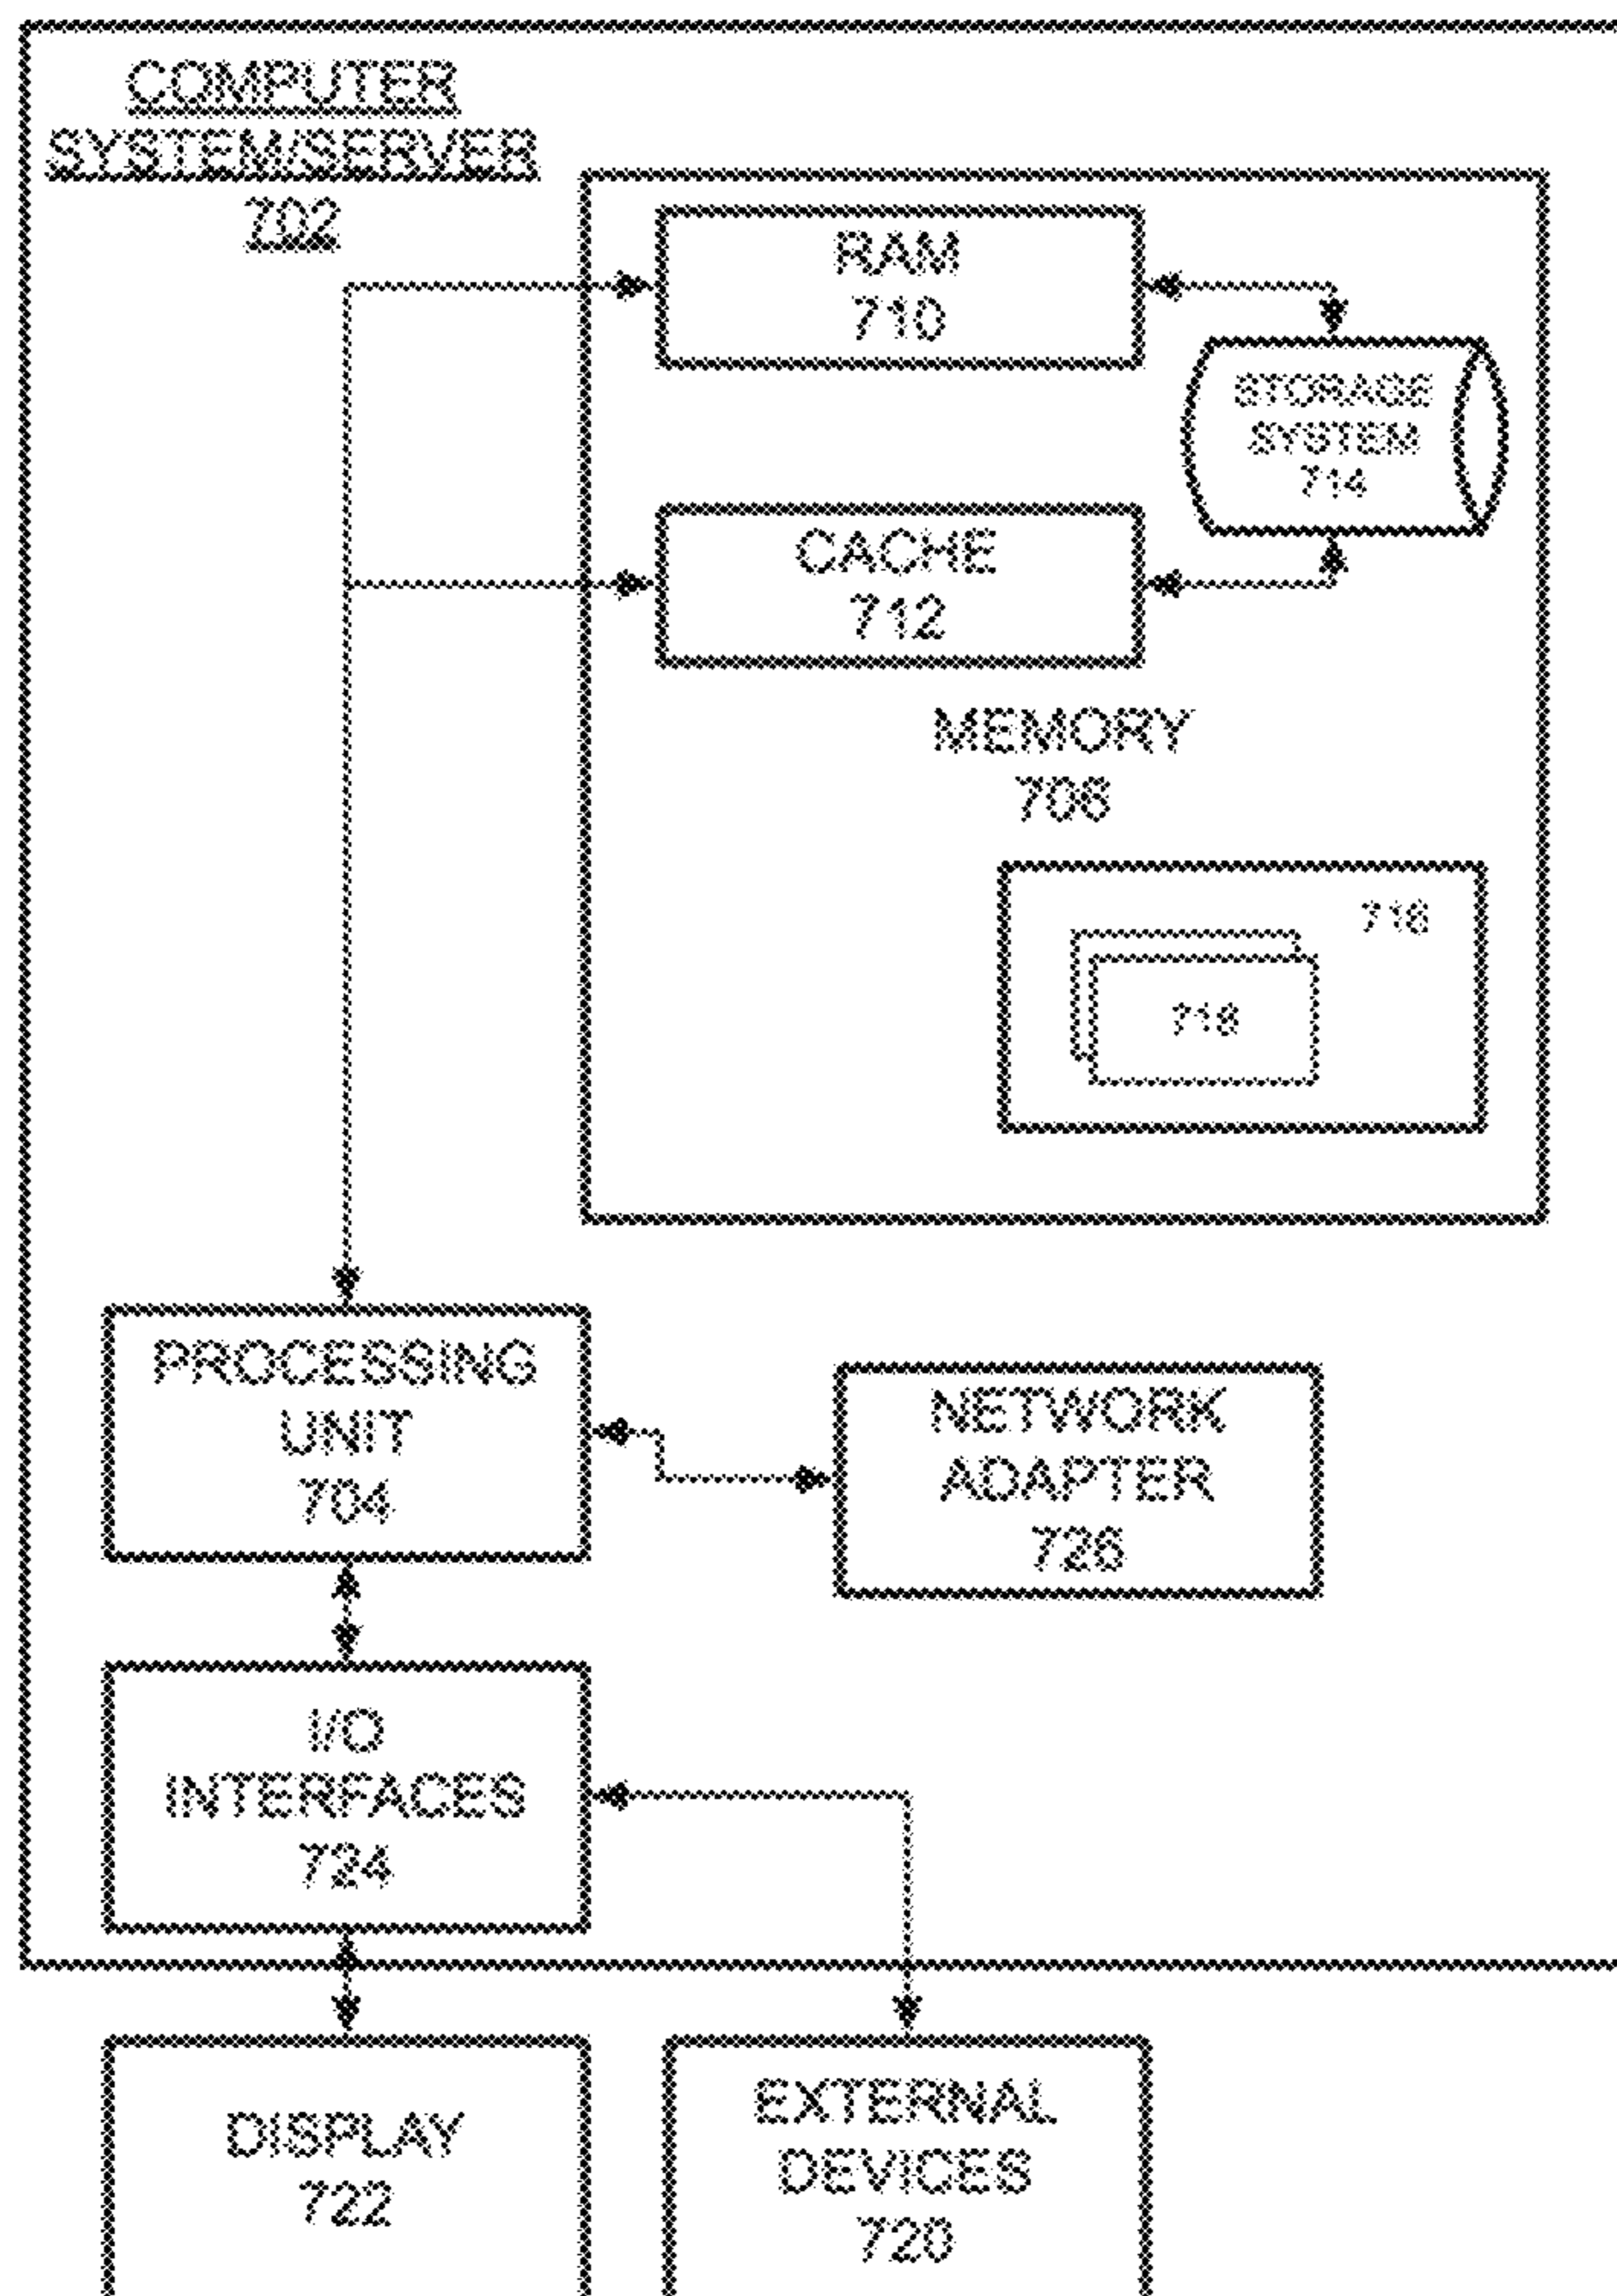 COMPUTER
SYSTEM/SERVER
702
RAM
710
STORAGE
SYSTEM
714
CACHE
712
MEMORY
706
716
718
PROCESSING
UNIT
704
NETWORK
ADAPTER
726
I/O
INTERFACES
724
DISPLAY
722
EXTERNAL
DEVICES
720